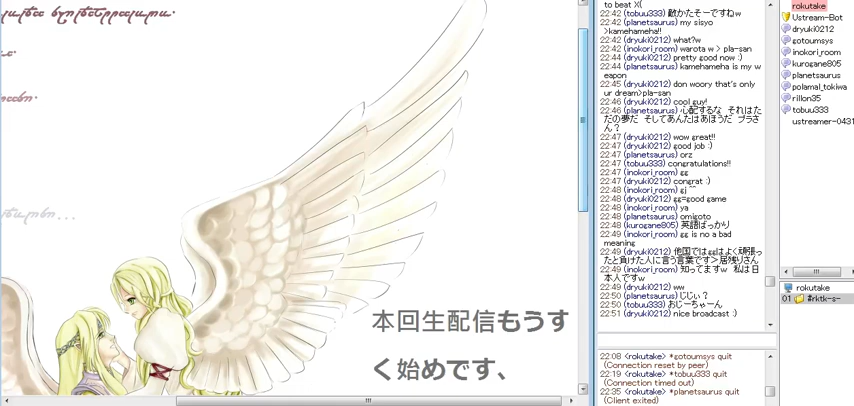 本回生配信もうす
く始めです、
to beat X(
22:42 (tobuu333) 敵かたそーですねw
22:42 (planetsaurus) my sisyo
>kamehameha!!
22:42 (dryuki0212) what?w
22:42 (inokori_room) warota w > pla-san
22:44 (dryuki0212) pretty good now :)
22:44 (planetsaurus) kamehameha is my w
eapon
22:45 (dryuki0212) don woory that's only
ur dream>pla-san
22:46 (dryuki0212) cool guy!
22:46 (planetsaurus) 心配するな それはた
だの夢だ そしてあんたはあほうだ プラさ
ん?
22:47 (dryuki0212) wow great!!
22:47 (dryuki0212) good job :)
22:47 (planetsaurus) orz
22:47 (tobuu333) congratulations!!
22:47 (inokori_room) gg
22:47 (dryuki0212) congrat :)
22:48 (inokori_room) gj ^^
22:48 (dryuki0212) gg=good game
22:48 (inokori_room) ya
22:48 (planetsaurus) omigoto
22:48 (kurogane805) 英語ばっかり
22:49 (inokori_room) gg is no a bad
meaning
22:49 (dryuki0212) 他国ではggはよく頑張っ
たと負けた人に言う言葉です>居残りさん
22:49 (inokori_room) 知ってますw 私は日
本人ですw
22:49 (dryuki0212) ww
22:50 (planetsaurus) じじぃ?
22:50 (tobuu333) おじーちゃーん
22:51 (dryuki0212) nice broadcast :)
22:08 <rokutake> *gotoumsys quit
(Connection reset by peer)
22:19 <rokutake> *tobuu333 quit
(Connection timed out)
22:35 <rokutake> *planetsaurus quit
(Client exited)
rokutake
Ustream-Bot
dryuki0212
gotoumsys
inokori_room
kurogane805
planetsaurus
polamal_tokiwa
rillon35
tobuu333
ustreamer-0431
rokutake
01 #rktk-s-